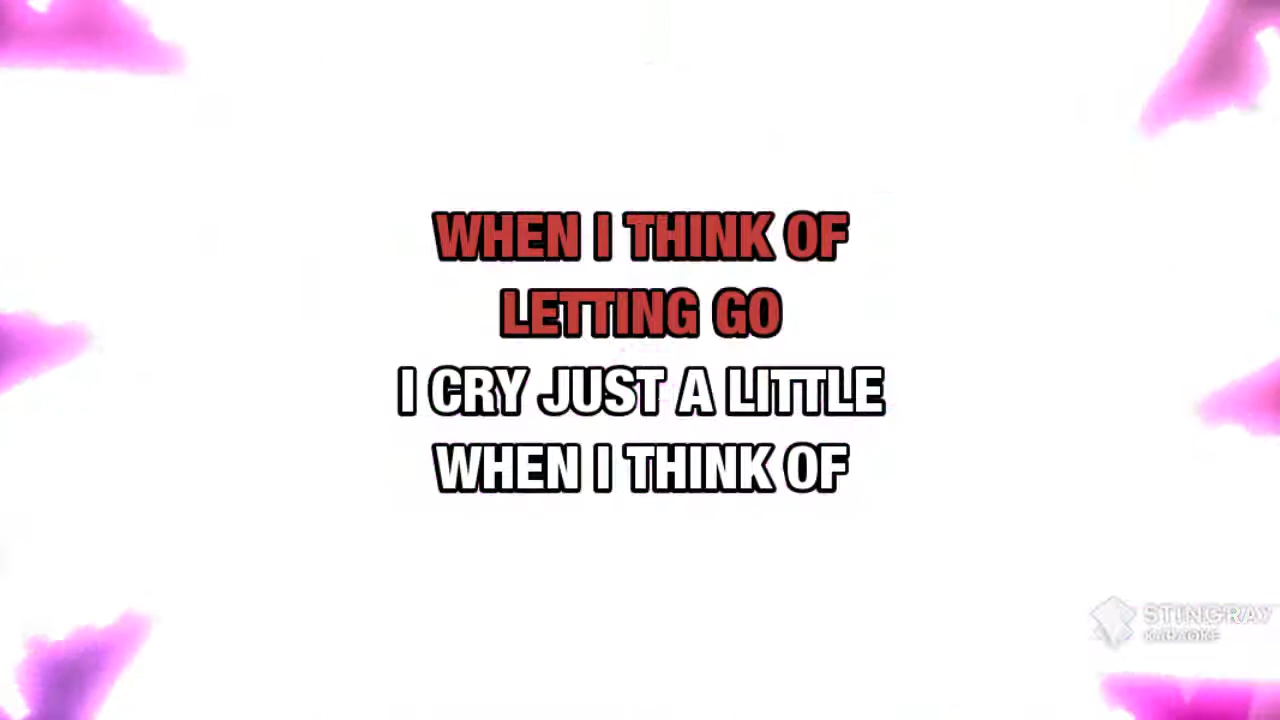 WHEN I THINK OF
LETTING GO
I CRY JUST A LITTLE
WHEN I THINK OF
STINGRAY
KARAOKE